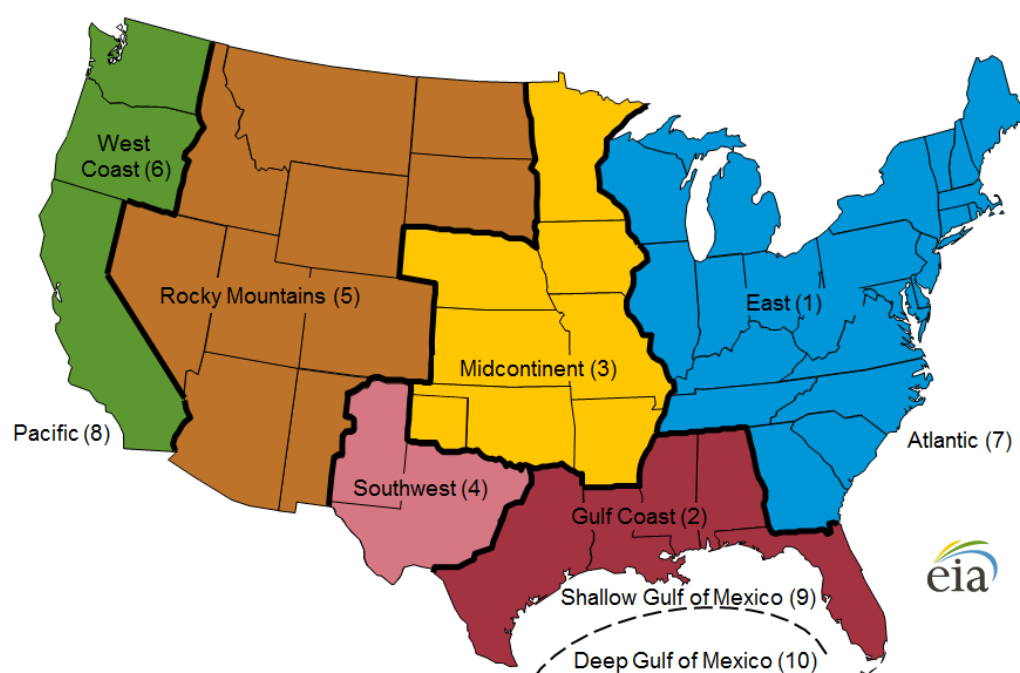 West
Coast (6)
Rocky Mountains (5)
East (1)
Midcontinent (3)
Pacific (8)
Atlantic (7)
Southwest (4)
Gulf Coast (2)
eia
Shallow Gulf of Mexico (9)
Deep Gulf of Mexico (10)